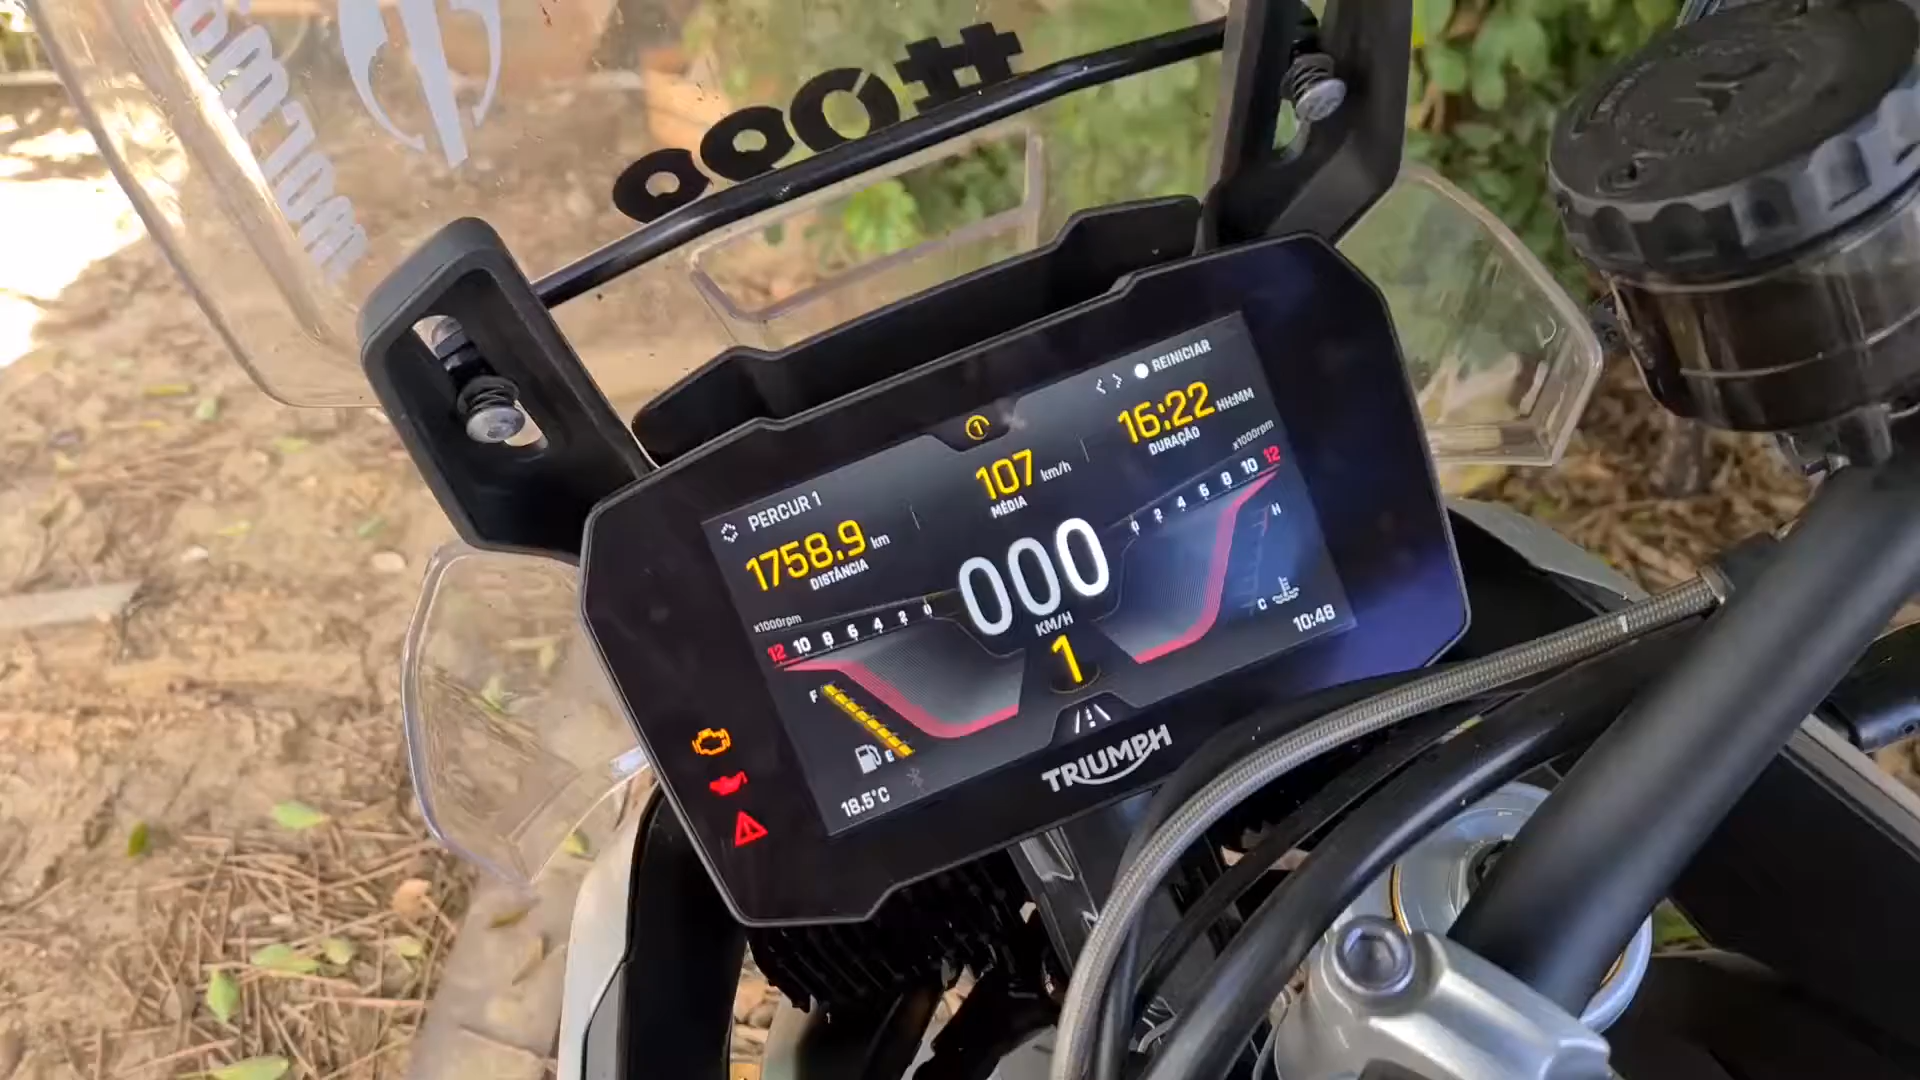 REINICIAR
16:22 HH:MM
DURAÇÃO
107 km/h
MÉDIA
PERCUR 1
1758.9 km
DISTÂNCIA
x1000rpm
12 10 8 6 4 2 0
000
KM/H
1
x1000rpm
0 2 4 6 8 10 12
H
C
10:48
F
E
18.5°C
TRIUMPH